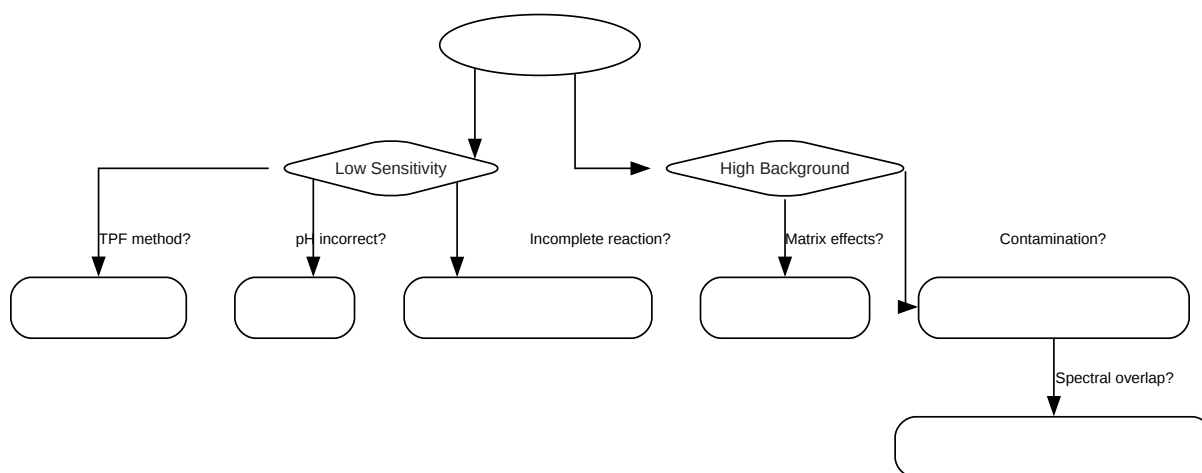 Low Sensitivity
High Background
TPF method?
pH incorrect?
Incomplete reaction?
Matrix effects?
Contamination?
Spectral overlap?